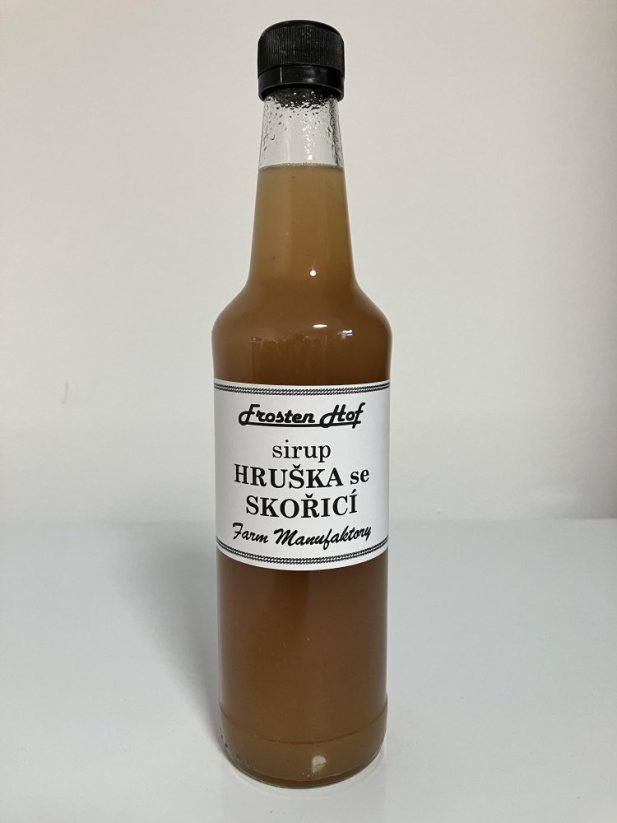 Frosten Hof
sirup
HRUŠKA se
SKOŘICÍ
Farm Manufaktory